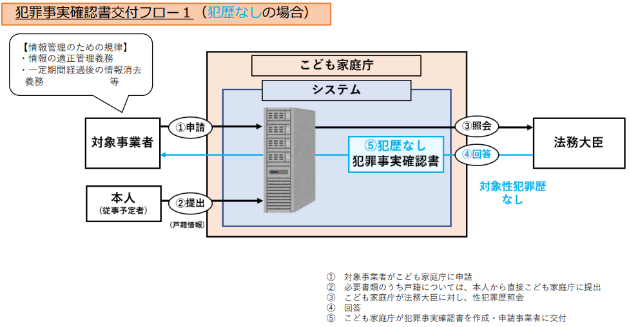 犯罪事実確認書交付フロー１（犯歴なしの場合）
【情報管理のための規律】
・情報の適正管理義務
・一定期間経過後の情報消去
義務　　　　　　等
こども家庭庁
システム
対象事業者
①申請
③照会
法務大臣
⑤犯歴なし
犯罪事実確認書
④回答
対象性犯罪歴
なし
本人
（従事予定者）
②提出
（戸籍情報）
①　対象事業者がこども家庭庁に申請
②　必要書類のうち戸籍については、本人から直接こども家庭庁に提出
③　こども家庭庁が法務大臣に対し、性犯罪歴照会
④　回答
⑤　こども家庭庁が犯罪事実確認書を作成・申請事業者に交付